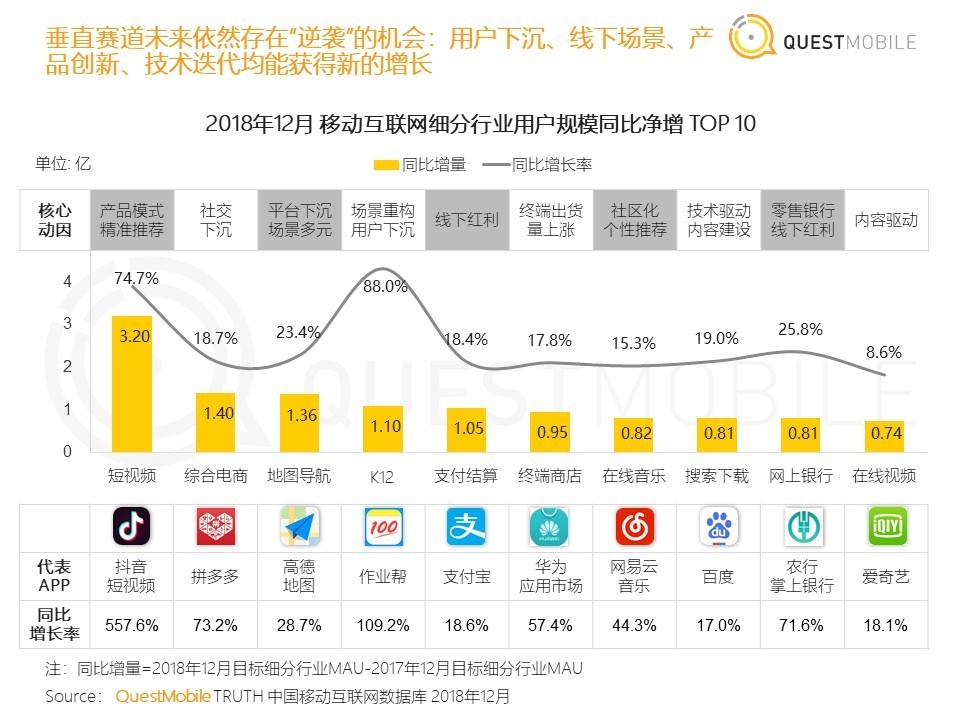 垂直赛道未来依然存在“逆袭”的机会：用户下沉、线下场景、产
品创新、技术迭代均能获得新的增长
QUESTMOBILE
2018年12月 移动互联网细分行业用户规模同比净增 TOP 10
单位: 亿
同比增量
同比增长率
核心
动因
产品模式
精准推荐
社交
下沉
平台下沉
场景多元
场景重构
用户下沉
线下红利
终端出货
量上涨
社区化
个性推荐
技术驱动
内容建设
零售银行
线下红利
内容驱动
4
3
2
1
0
74.7%
18.7%
23.4%
88.0%
18.4%
17.8%
15.3%
19.0%
25.8%
8.6%
3.20
1.40
1.36
1.10
1.05
0.95
0.82
0.81
0.81
0.74
QUESTMOBILE
短视频
综合电商
地图导航
K12
支付结算
终端商店
在线音乐
搜索下载
网上银行
在线视频
拼
100
支
HUAWEI
du
iQIYI
代表
APP
抖音
短视频
拼多多
高德
地图
作业帮
支付宝
华为
应用市场
网易云
音乐
百度
农行
掌上银行
爱奇艺
同比
增长率
557.6%
73.2%
28.7%
109.2%
18.6%
57.4%
44.3%
17.0%
71.6%
18.1%
注：同比增量=2018年12月目标细分行业MAU-2017年12月目标细分行业MAU
Source： QuestMobile TRUTH 中国移动互联网数据库 2018年12月